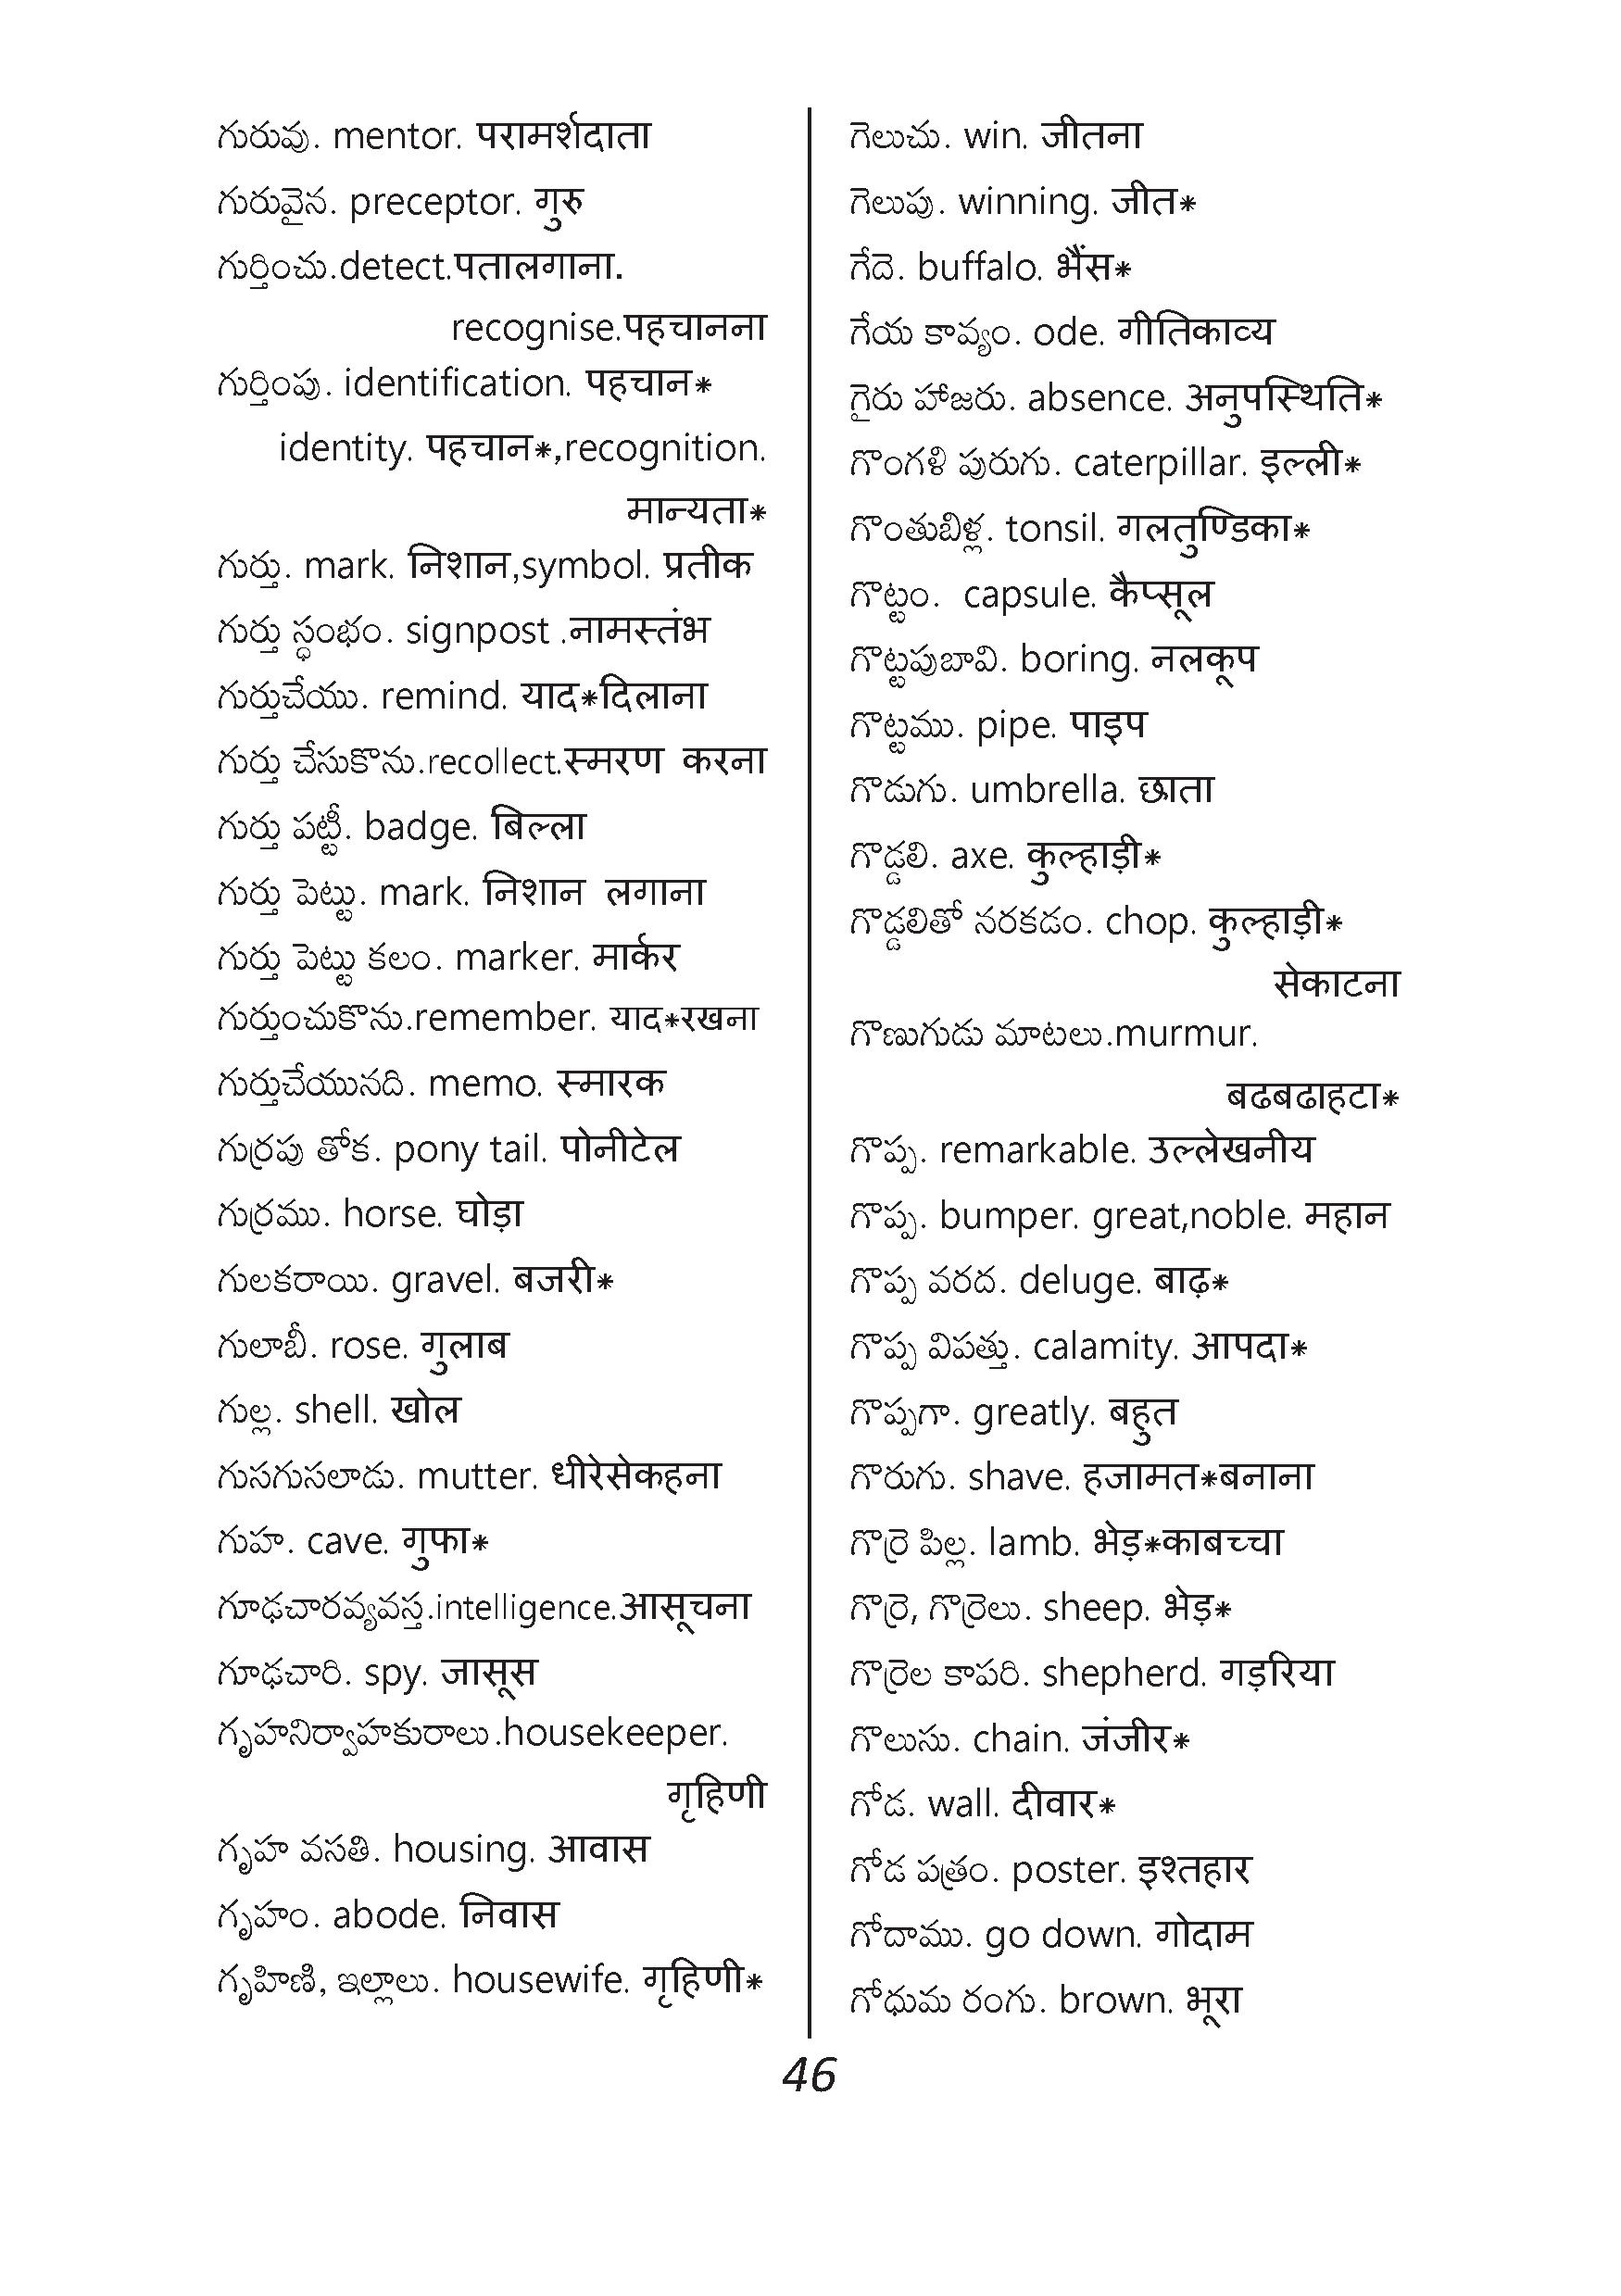 గురువు. mentor. परामर्शदाता
గురువైన. preceptor. गुरु
గుర్తించు.detect.पतालगाना.
recognise.पहचानना
గుర్తింపు. identification. पहचान*
identity. पहचान*,recognition.
मान्यता*
గుర్తు. mark. निशान,symbol. प्रतीक
గుర్తు స్ధంభం. signpost .नामस्तंभ
గుర్తుచేయు. remind. याद*दिलाना
గుర్తు చేసుకొను.recollect.स्मरण करना
గుర్తు పట్టీ. badge. बिल्ला
గుర్తు పెట్టు. mark. निशान लगाना
గుర్తు పెట్టు కలం. marker. मार्कर
గుర్తుంచుకొను.remember. याद*रखना
గుర్తుచేయునది. memo. स्मारक
గుర్రపు తోక. pony tail. पोनीटेल
గుర్రము. horse. घोड़ा
గులకరాయి. gravel. बजरी*
గులాబీ. rose. गुलाब
గుల్ల. shell. खोल
గుసగుసలాడు. mutter. धीरेसेकहना
గుహ. cave. गुफा*
గూఢచారవ్యవస్త.intelligence.आसूचना
గూఢచారి. spy. जासूस
గృహనిర్వాహకురాలు.housekeeper.
गृहिणी
గృహ వసతి. housing. आवास
గృహం. abode. निवास
గృహిణి, ఇల్లాలు. housewife. गृहिणी*
గెలుచు. win. जीतना
గెలుపు. winning. जीत*
గేదె. buffalo. भैंस*
గేయ కావ్యం. ode. गीतिकाव्य
గైరు హాజరు. absence. अनुपस्थिति*
గొంగళి పురుగు. caterpillar. इल्ली*
గొంతుబిళ్ల. tonsil. गलतुण्डिका*
గొట్టం. capsule. कैप्सूल
గొట్టపుబావి. boring. नलकूप
గొట్టము. pipe. पाइप
గొడుగు. umbrella. छाता
గొడ్డలి. axe. कुल्हाड़ी*
గొడ్డలితో నరకడం. chop. कुल्हाड़ी*
सेकाटना
గొణుగుడు మాటలు.murmur.
बढबढाहटा*
గొప్ప. remarkable. उल्लेखनीय
గొప్ప. bumper. great,noble. महान
గొప్ప వరద. deluge. बाढ़*
గొప్ప విపత్తు. calamity. आपदा*
గొప్పగా. greatly. बहुत
గొరుగు. shave. हजामत*बनाना
గొర్రె పిల్ల. lamb. भेड़*काबच्चा
గొర్రె, గొర్రెలు. sheep. भेड़*
గొర్రెల కాపరి. shepherd. गड़रिया
గొలుసు. chain. जंजीर*
గోడ. wall. दीवार*
గోడ పత్రం. poster. इश्तहार
గోదాము. go down. गोदाम
గోధుమ రంగు. brown. भूरा
46